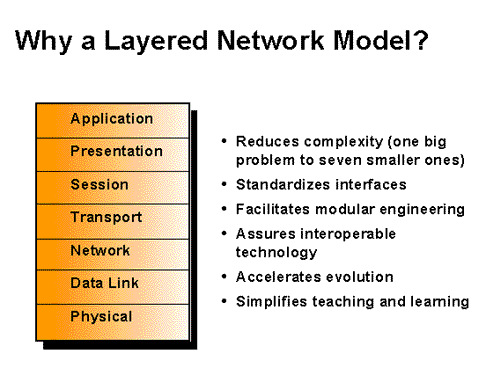 Why a Layered Network Model?
Application
Presentation
Session
Transport
Network
Data Link
Physical
• Reduces complexity (one big
problem to seven smaller ones)
• Standardizes interfaces
• Facilitates modular engineering
• Assures interoperable
technology
• Accelerates evolution
• Simplifies teaching and learning